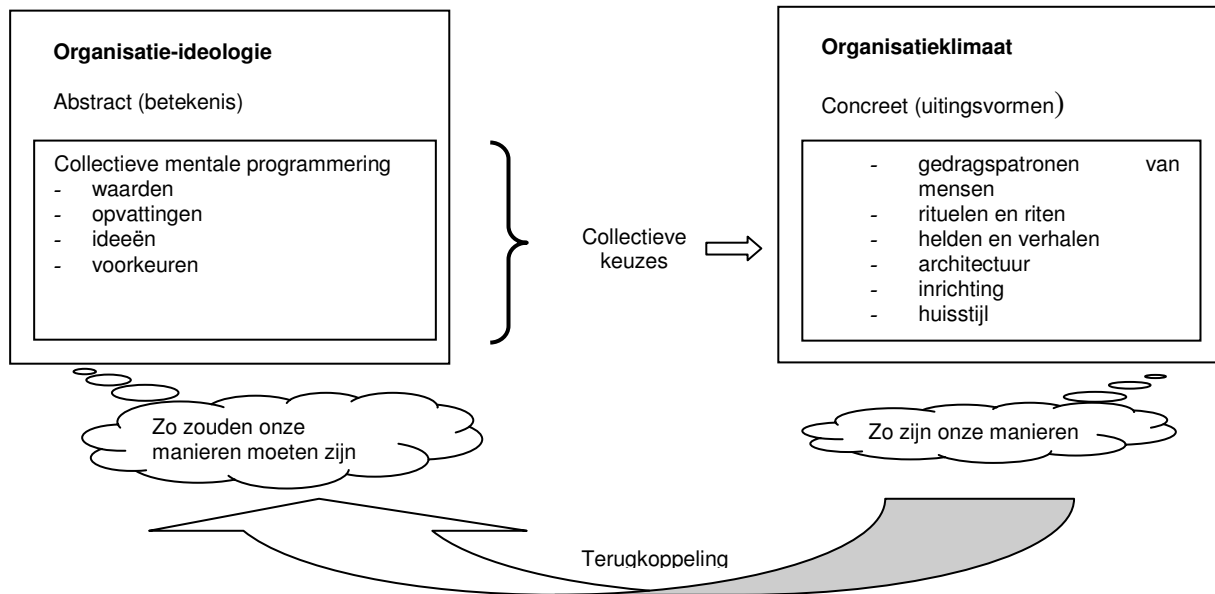 Organisatie-ideologie
Abstract (betekenis)
Collectieve mentale programmering
- waarden
- opvattingen
- ideeën
- voorkeuren
Collectieve
keuzes
Organisatieklimaat
Concreet (uitingsvormen)
- gedragspatronen van
mensen
- rituelen en riten
- helden en verhalen
- architectuur
- inrichting
- huisstijl
Zo zouden onze
manieren moeten zijn
Zo zijn onze manieren
Terugkoppeling